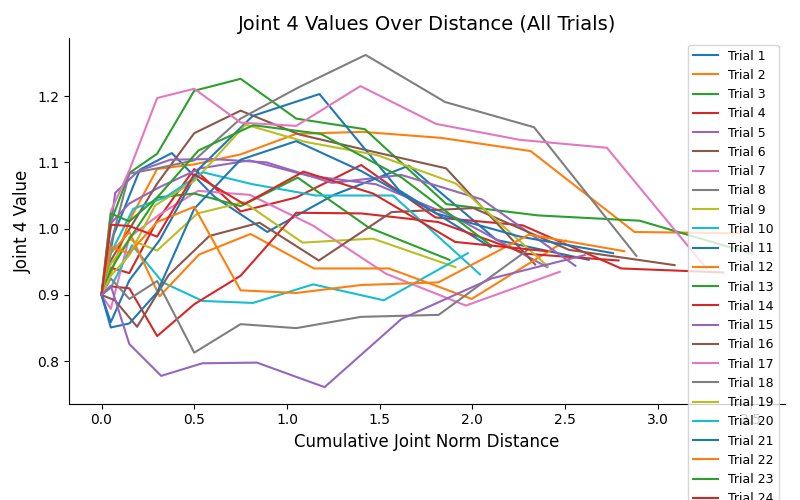 Joint 4 Values Over Distance (All Trials)
Joint 4 Value
1.2
1.1
1.0
0.9
0.8
0.0
0.5
1.0
1.5
2.0
2.5
3.0
3.5
Cumulative Joint Norm Distance
Trial 1
Trial 2
Trial 3
Trial 4
Trial 5
Trial 6
Trial 7
Trial 8
Trial 9
Trial 10
Trial 11
Trial 12
Trial 13
Trial 14
Trial 15
Trial 16
Trial 17
Trial 18
Trial 19
Trial 20
Trial 21
Trial 22
Trial 23
Trial 24